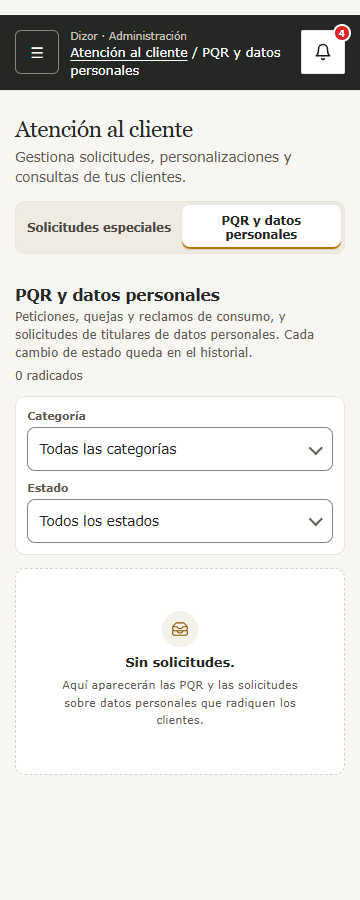 Dizor · Administración
Atención al cliente / PQR y datos
personales
4
Atención al cliente
Gestiona solicitudes, personalizaciones y
consultas de tus clientes.
Solicitudes especiales
PQR y datos
personales
PQR y datos personales
Peticiones, quejas y reclamos de consumo, y
solicitudes de titulares de datos personales. Cada
cambio de estado queda en el historial.
0 radicados
Categoría
Todas las categorías
Estado
Todos los estados
Sin solicitudes.
Aquí aparecerán las PQR y las solicitudes
sobre datos personales que radiquen los
clientes.